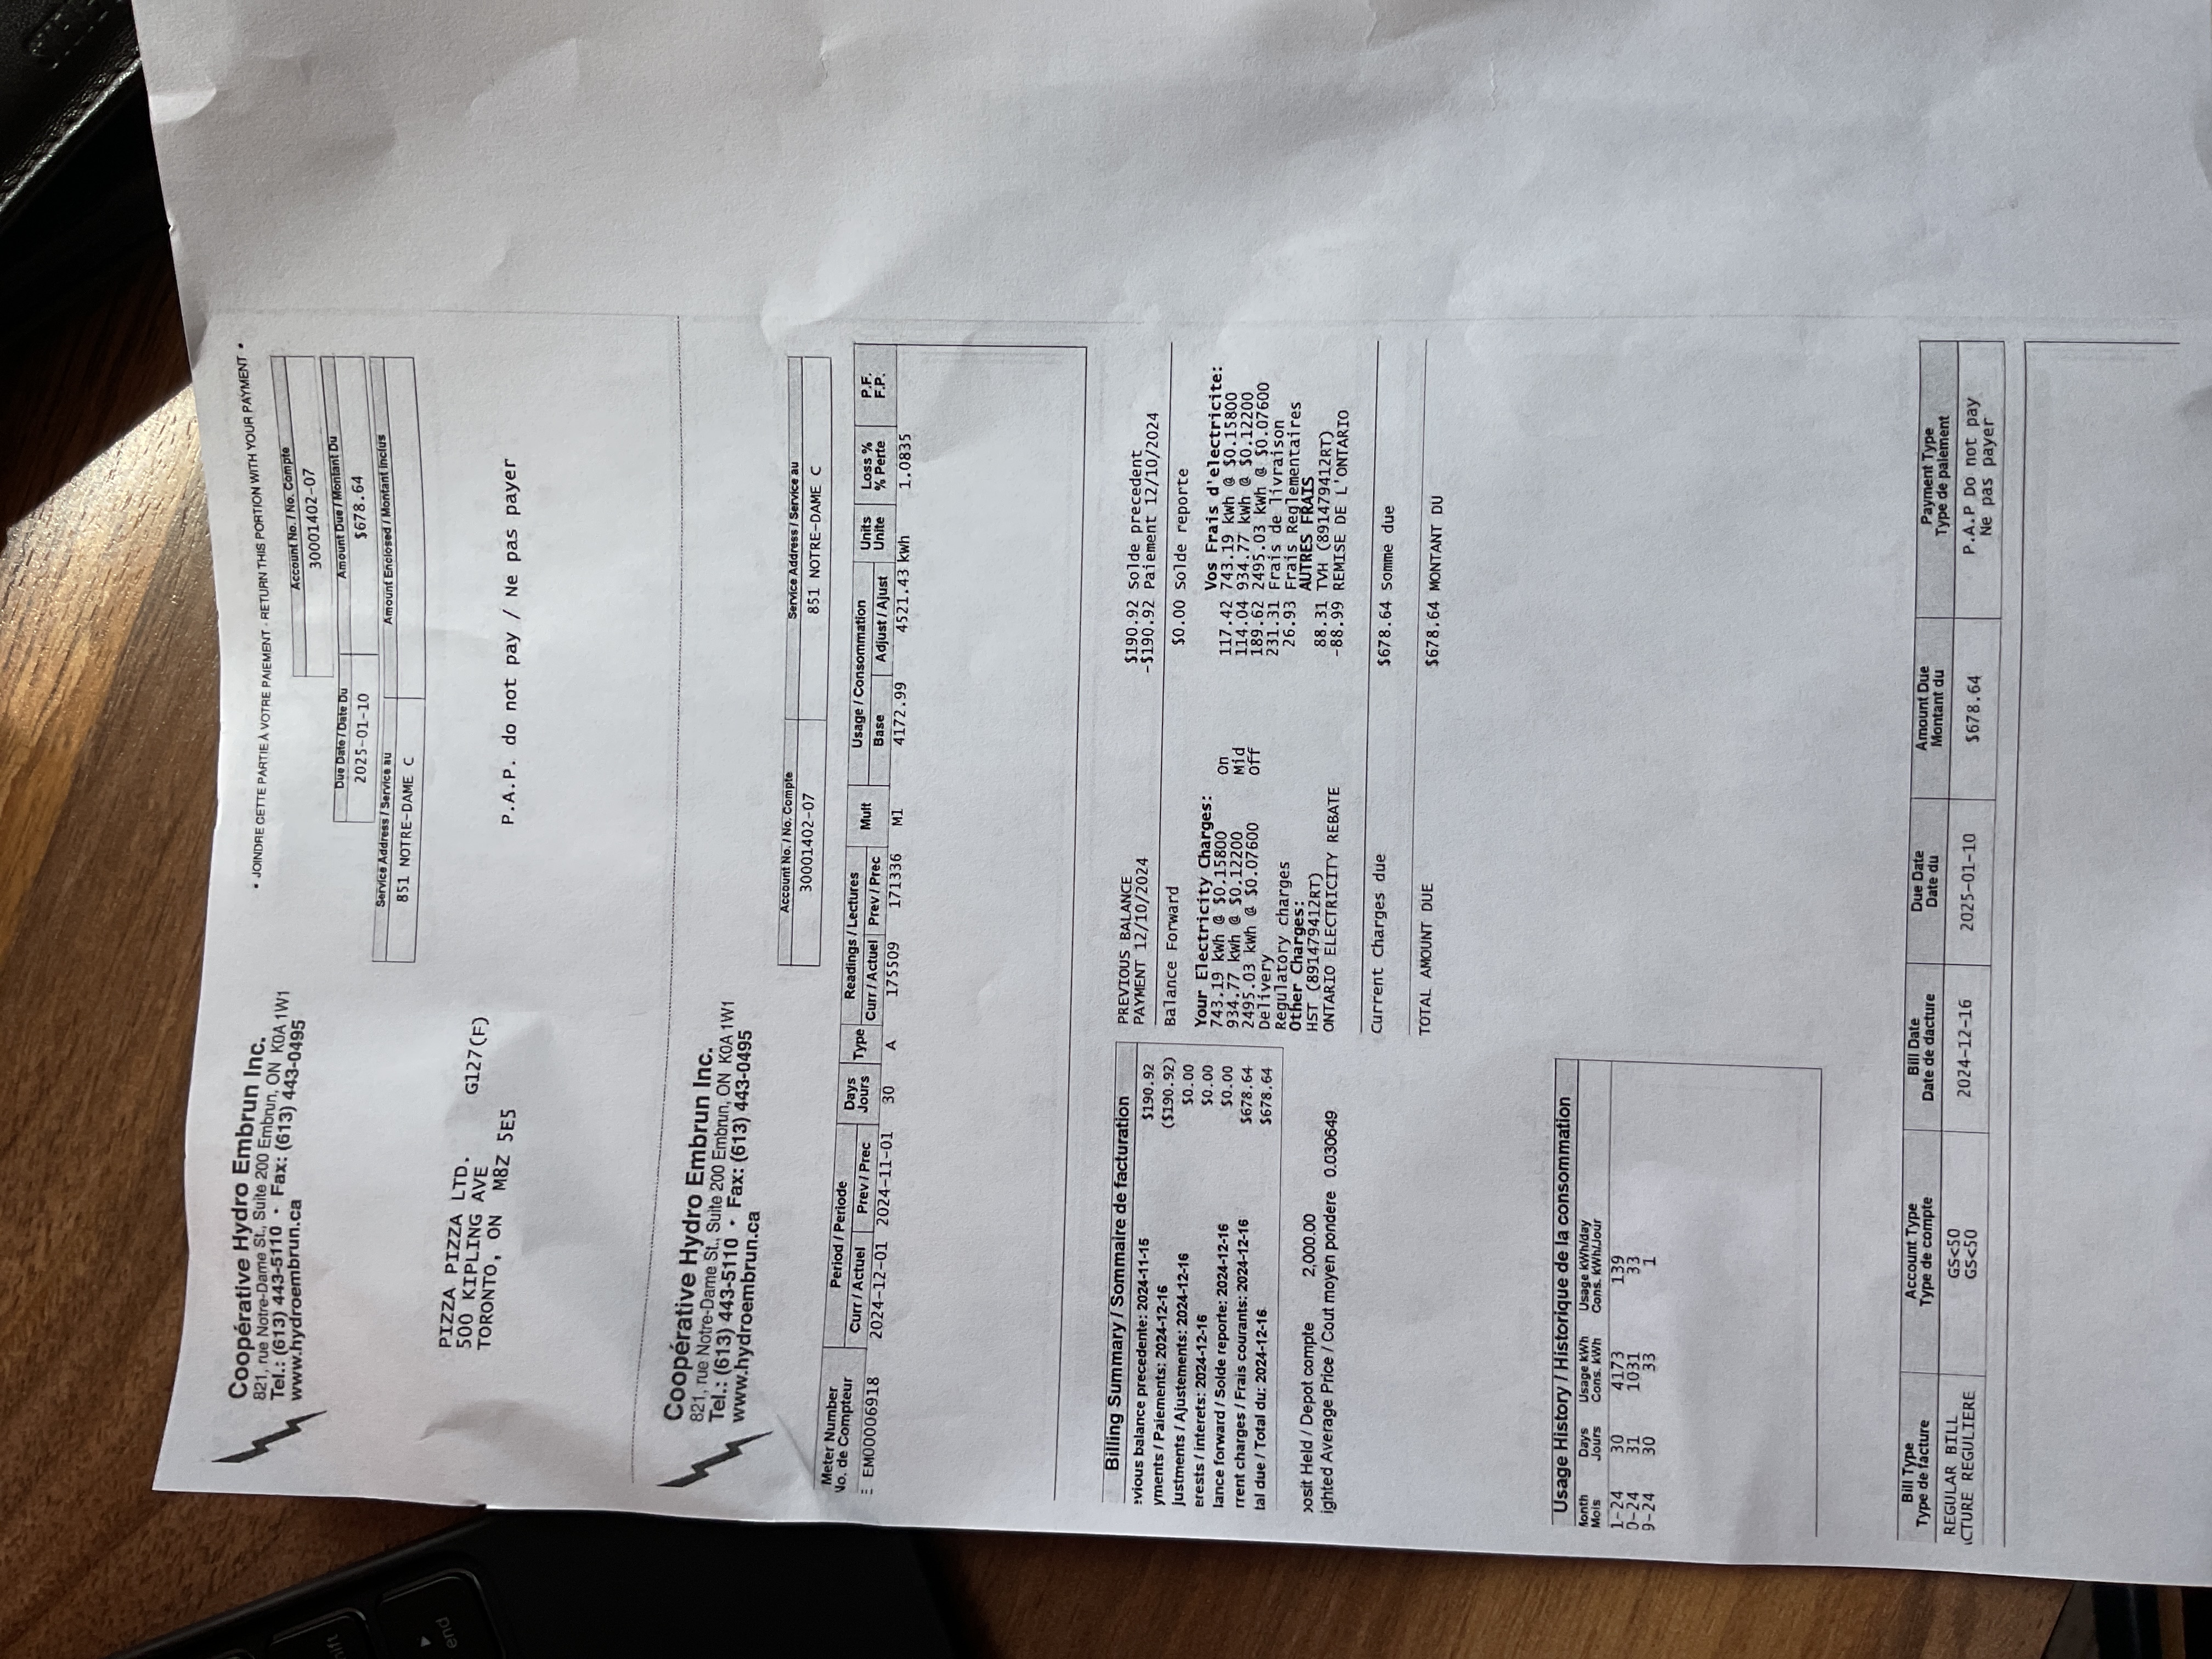 • JOINDRE CETTE PARTIE À VOTRE PAIEMENT - RETURN THIS PORTION WITH YOUR PAYMENT •
Coopérative Hydro Embrun Inc.
821, rue Notre-Dame St., Suite 200 Embrun, ON K0A 1W1
Tel.: (613) 443-5110 • Fax: (613) 443-0495
www.hydroembrun.ca
Account No. / No. Compte
30001402-07
Due Date / Date Du Amount Due / Montant Du
2025-01-10 $678.64
Service Address / Service au Amount Enclosed / Montant Inclus
851 NOTRE-DAME C
PIZZA PIZZA LTD. G127(F)
500 KIPLING AVE
TORONTO, ON M8Z 5E5
P.A.P. do not pay / Ne pas payer
Coopérative Hydro Embrun Inc.
821, rue Notre-Dame St., Suite 200 Embrun, ON K0A 1W1
Tel.: (613) 443-5110 • Fax: (613) 443-0495
www.hydroembrun.ca
Account No. / No. Compte Service Address / Service au
30001402-07 851 NOTRE-DAME C
Meter Number Period / Periode Days Type Readings / Lectures Mult Usage / Consommation Units Loss % P.F.
No. de Compteur Curr / Actuel Prev / Prec Jours Curr / Actuel Prev / Prec Base Adjust / Ajust Unite % Perte F.P.
E EM00006918 2024-12-01 2024-11-01 30 A 175509 171336 M1 4172.99 4521.43 kWh 1.0835
Billing Summary / Sommaire de facturation
evious balance precedente: 2024-11-15 $190.92
yments / Paiements: 2024-12-16 ($190.92)
justments / Ajustements: 2024-12-16 $0.00
erests / interets: 2024-12-16 $0.00
lance forward / Solde reporte: 2024-12-16 $0.00
rrent charges / Frais courants: 2024-12-16 $678.64
tal due / Total du: 2024-12-16 $678.64
posit Held / Depot compte 2,000.00
ighted Average Price / Cout moyen pondere 0.030649
PREVIOUS BALANCE $190.92 Solde precedent
PAYMENT 12/10/2024 -$190.92 Paiement 12/10/2024
Balance Forward $0.00 Solde reporte
Your Electricity Charges: Vos Frais d'electricite:
743.19 kWh @ $0.15800 On 117.42 743.19 kWh @ $0.15800
934.77 kWh @ $0.12200 Mid 114.04 934.77 kWh @ $0.12200
2495.03 kWh @ $0.07600 Off 189.62 2495.03 kWh @ $0.07600
Delivery 231.31 Frais de livraison
Regulatory charges 26.93 Frais Reglementaires
Other Charges: AUTRES FRAIS
HST (891479412RT) 88.31 TVH (891479412RT)
ONTARIO ELECTRICITY REBATE -88.99 REMISE DE L'ONTARIO
Current Charges due $678.64 Somme due
TOTAL AMOUNT DUE $678.64 MONTANT DU
Usage History / Historique de la consommation
Month Days Usage kWh Usage kWh/day
Mois Jours Cons. kWh Cons. kWh/Jour
1-24 30 4173 139
0-24 31 1031 33
9-24 30 33 1
Bill Type Account Type Bill Date Due Date Amount Due Payment Type
Type de facture Type de compte Date de dacture Date du Montant du Type de paiement
REGULAR BILL GS<50 2024-12-16 2025-01-10 $678.64 P.A.P Do not pay
ACTURE REGULIERE GS<50 Ne pas payer
end